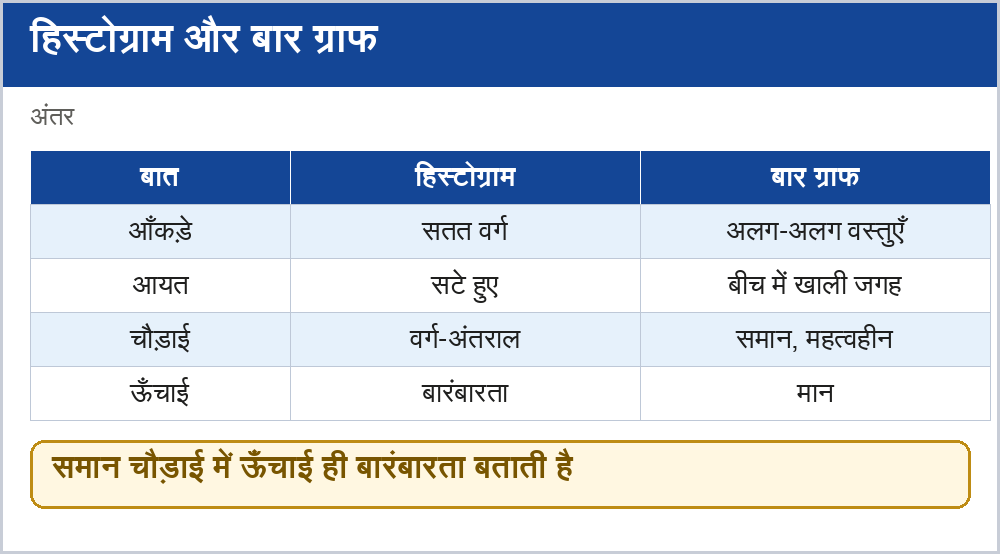 हिस्टोग्राम और बार ग्राफ
अंतर
बात हिस्टोग्राम बार ग्राफ
आँकड़े सतत वर्ग अलग-अलग वस्तुएँ
आयत सटे हुए बीच में खाली जगह
चौड़ाई वर्ग-अंतराल समान, महत्वहीन
ऊँचाई बारंबारता मान
समान चौड़ाई में ऊँचाई ही बारंबारता बताती है